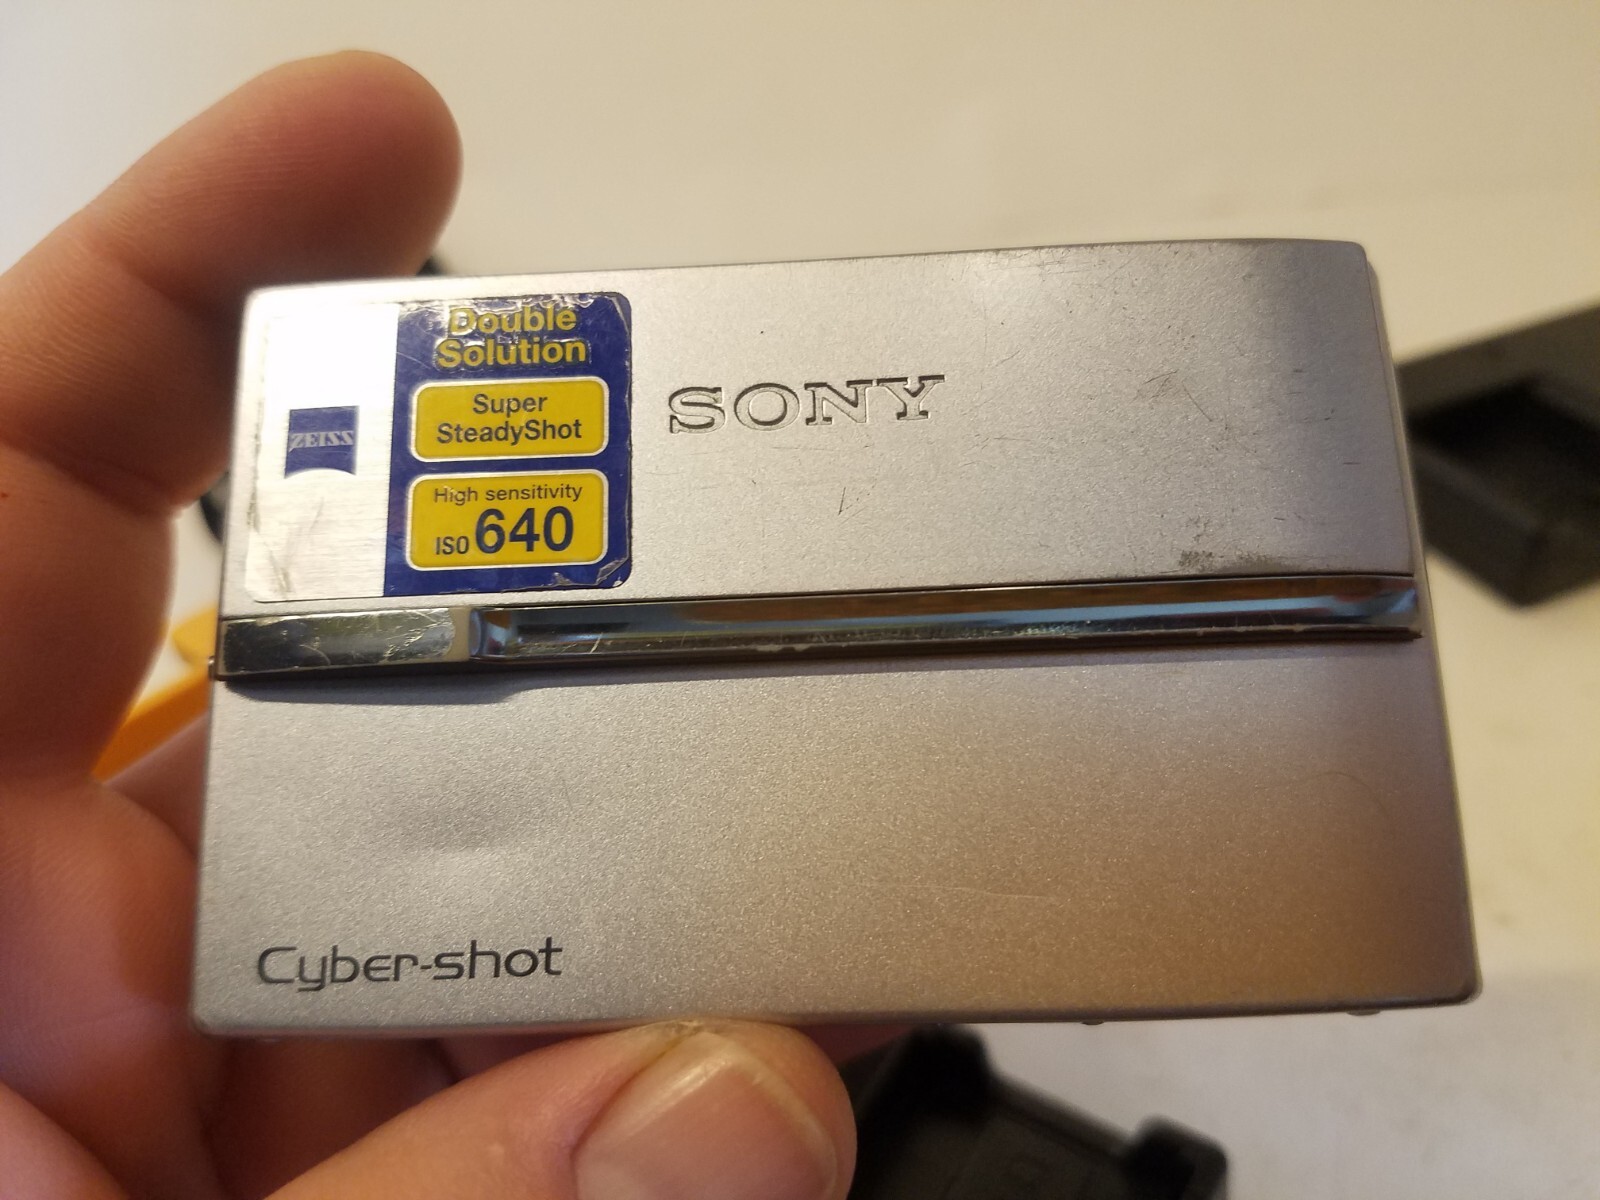 Double
Solution
ZEISS
Super
SteadyShot
High sensitivity
ISO 640
SONY
Cyber-shot